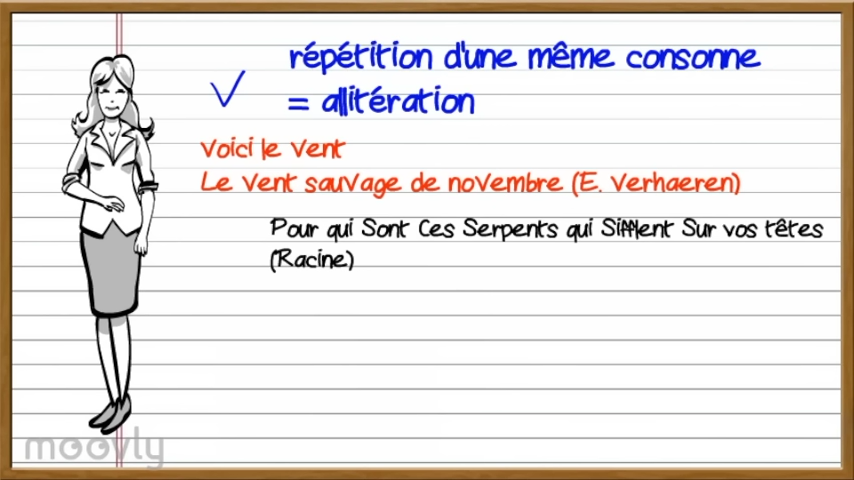 répétition d'une même consonne
= allitération
Voici le Vent
Le Vent sauVage de noVembre (E. Verhaeren)
Pour qui Sont Ces Serpents qui Sifflent Sur vos têtes
(Racine)
moovly